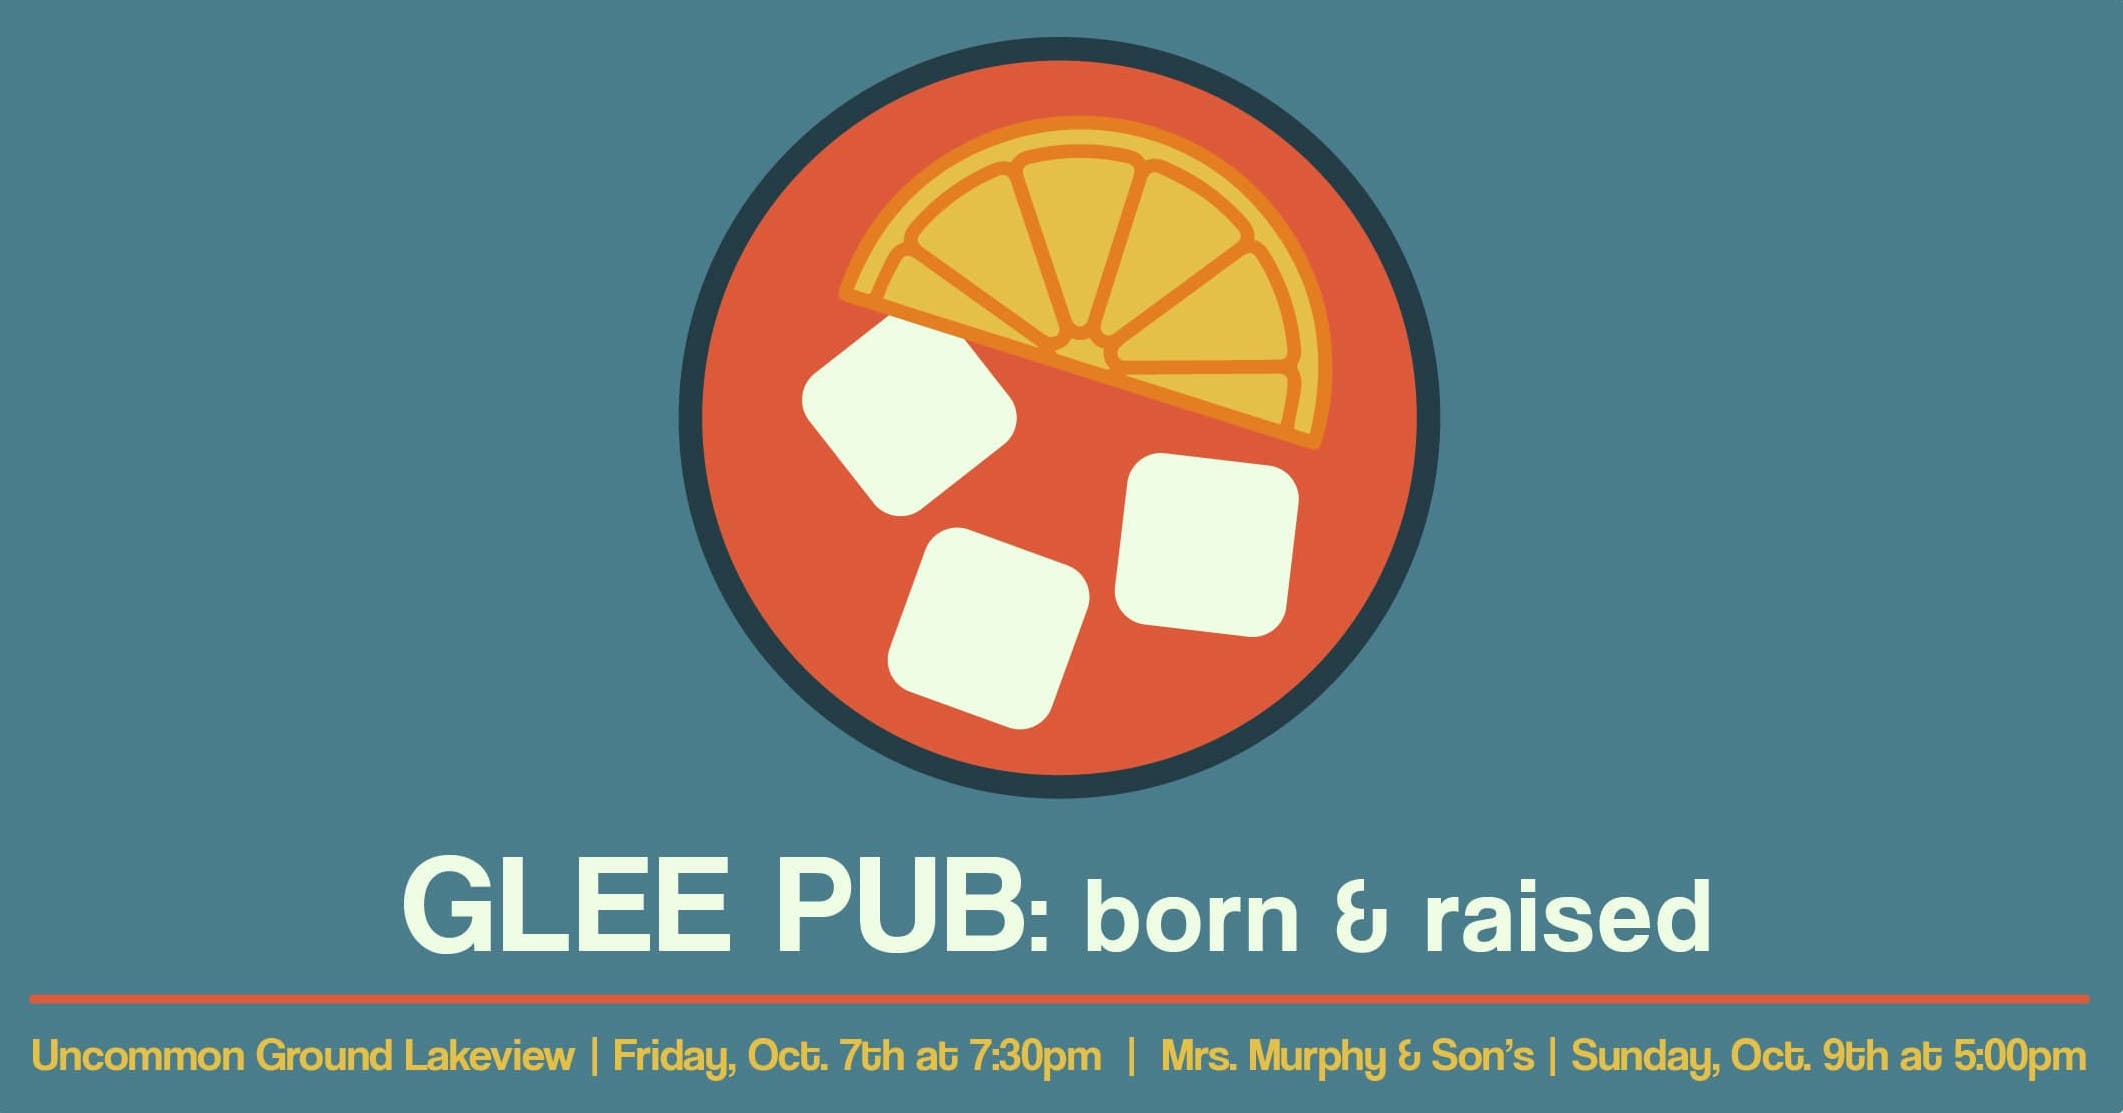 GLEE PUB: born & raised
Uncommon Ground Lakeview | Friday, Oct. 7th at 7:30pm | Mrs. Murphy & Son’s | Sunday, Oct. 9th at 5:00pm